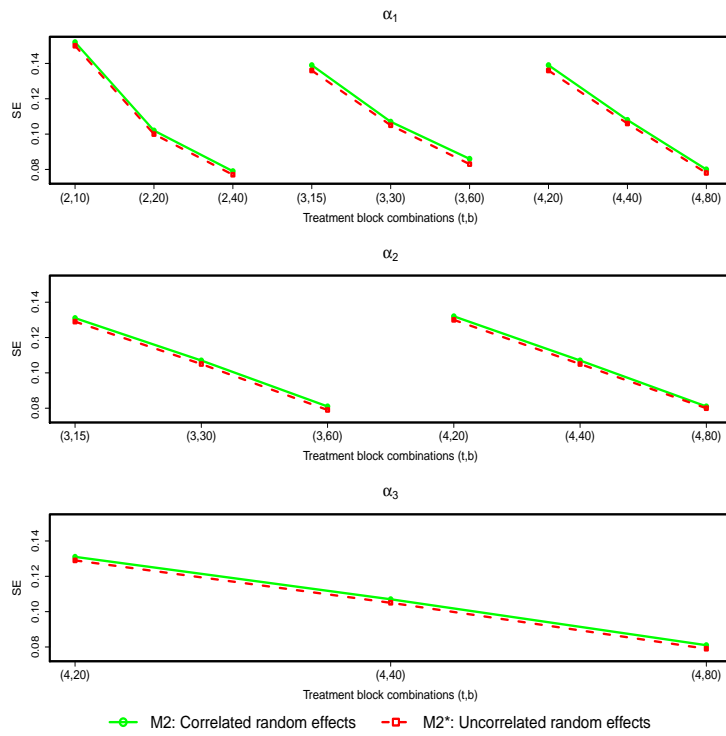 α1
0.14
0.12
0.10
0.08
SE
(2,10) (2,20) (2,40) (3,15) (3,30) (3,60) (4,20) (4,40) (4,80)
Treatment block combinations (t,b)
α2
0.14
0.12
0.10
0.08
SE
(3,15) (3,30) (3,60) (4,20) (4,40) (4,80)
Treatment block combinations (t,b)
α3
0.14
0.12
0.10
0.08
SE
(4,20) (4,40) (4,80)
Treatment block combinations (t,b)
M2: Correlated random effects M2*: Uncorrelated random effects